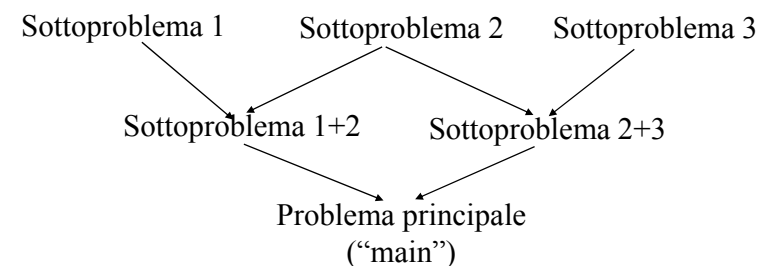 Sottoproblema 1
Sottoproblema 2
Sottoproblema 3
Sottoproblema 1+2
Sottoproblema 2+3
Problema principale
(“main”)